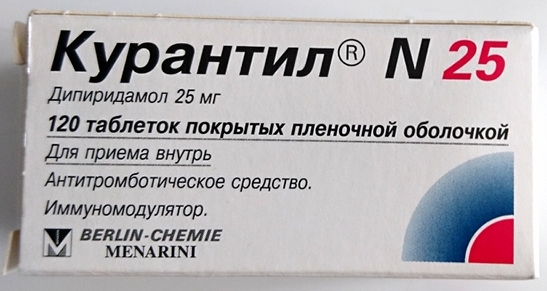 Курантил® N 25
Дипиридамол 25 мг
120 таблеток покрытых пленочной оболочкой
Для приема внутрь
Антитромботическое средство.
Иммуномодулятор.
BERLIN-CHEMIE
MENARINI